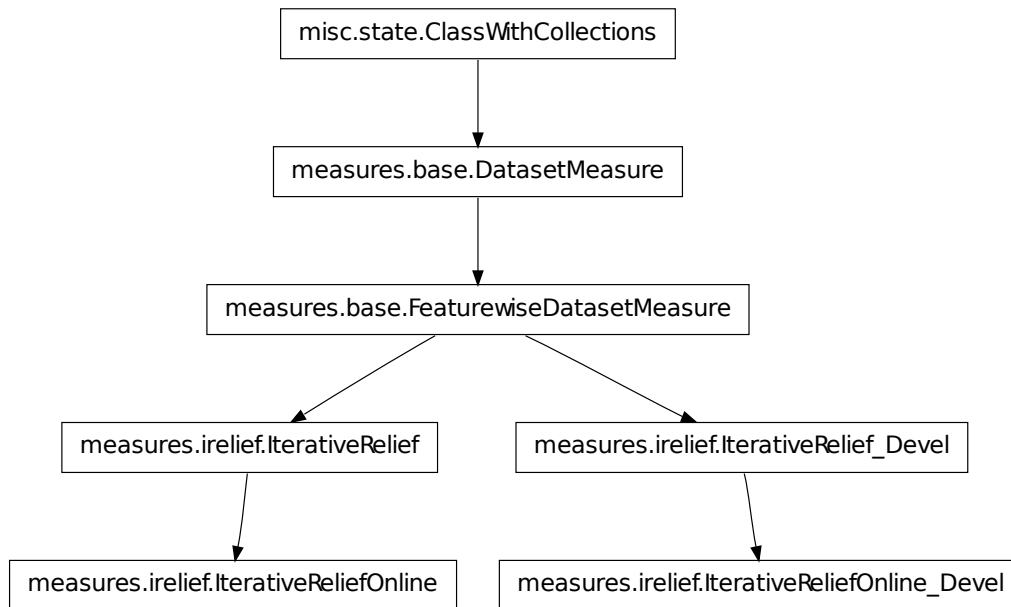 misc.state.ClassWithCollections
measures.base.DatasetMeasure
measures.base.FeaturewiseDatasetMeasure
measures.irelief.IterativeRelief
measures.irelief.IterativeRelief_Devel
measures.irelief.IterativeReliefOnline
measures.irelief.IterativeReliefOnline_Devel